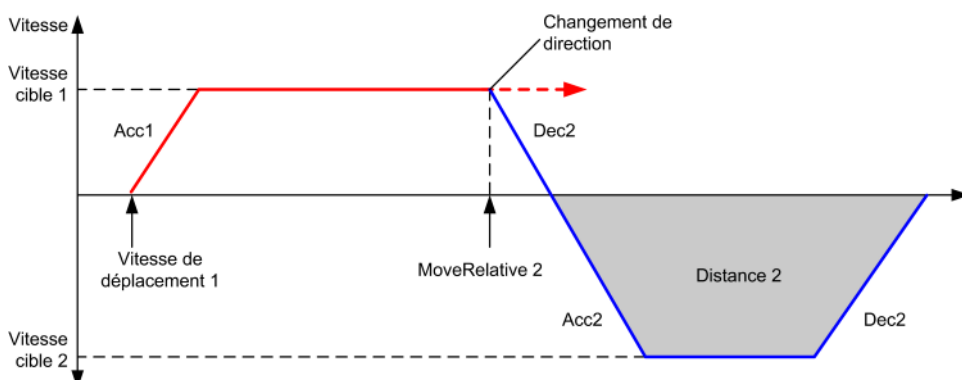 Vitesse
Changement de
direction
Vitesse
cible 1
Acc1
Dec2
Vitesse de
déplacement 1
MoveRelative 2
Distance 2
Acc2
Dec2
Vitesse
cible 2